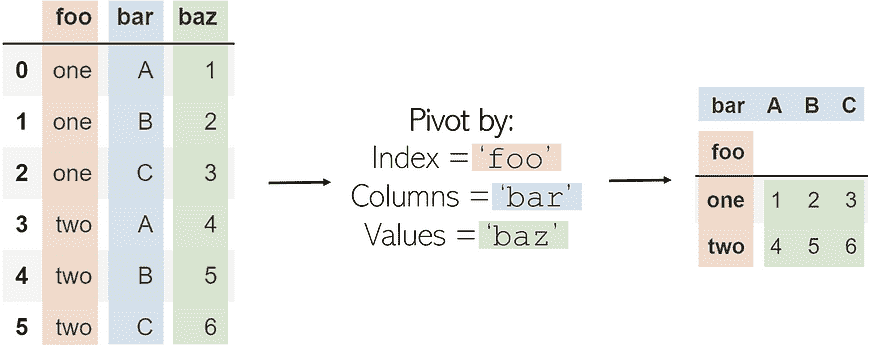 foo bar baz
0 one A 1
1 one B 2
2 one C 3
3 two A 4
4 two B 5
5 two C 6
Pivot by:
Index = ‘foo’
Columns = ‘bar’
Values = ‘baz’
bar A B C
foo
one 1 2 3
two 4 5 6